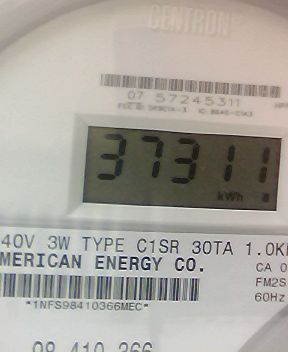 CENTRON
07 57245311
37311
kWh
40V 3W TYPE C1SR 30TA 1.0K
MERICAN ENERGY CO.
CA 0
FM2S
60Hz
*1NFS98410366MEC*
98 410 366